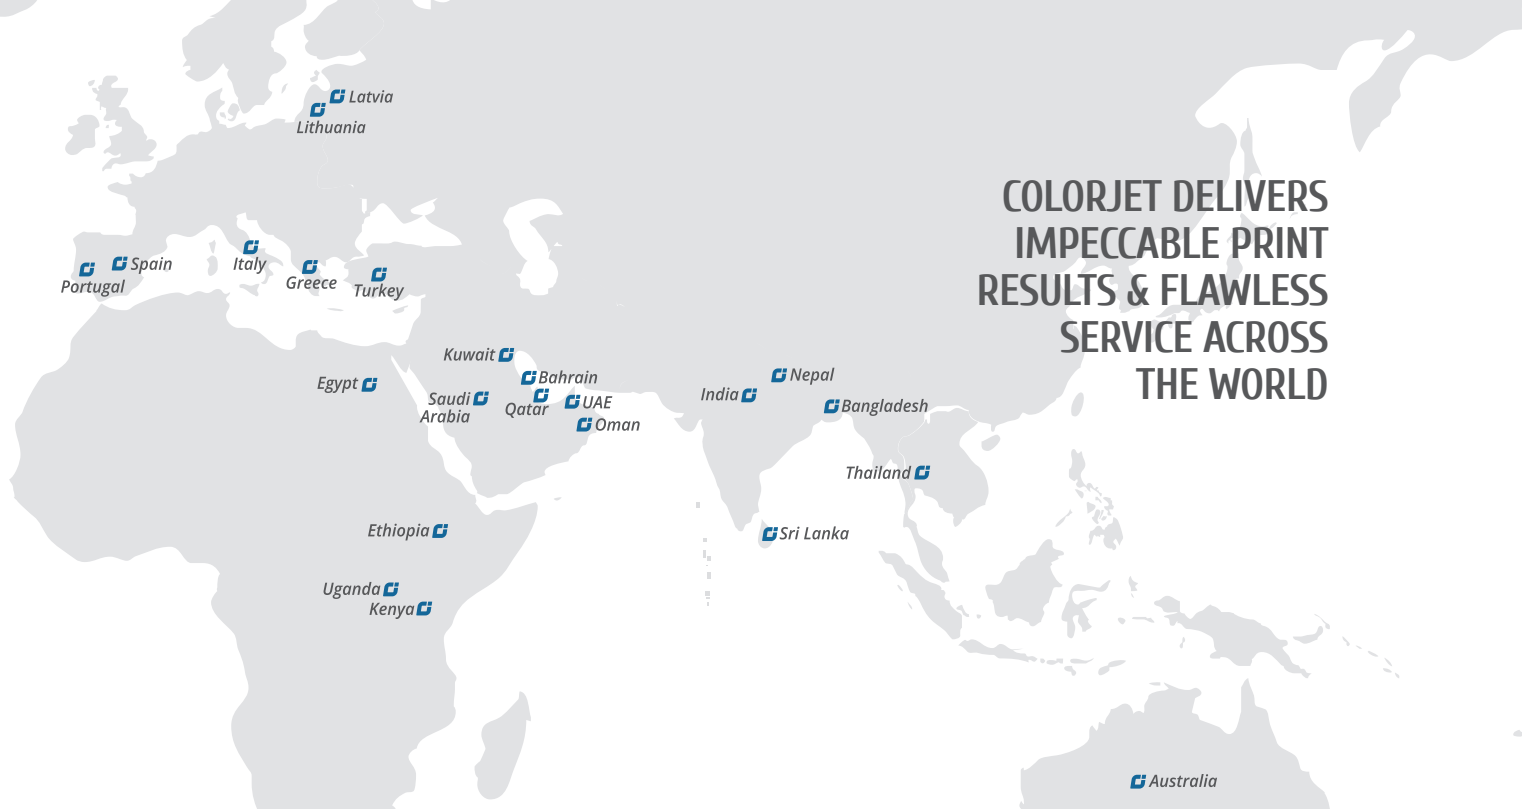 Latvia
Lithuania
COLORJET DELIVERS
IMPECCABLE PRINT
RESULTS & FLAWLESS
SERVICE ACROSS
THE WORLD
Spain
Portugal
Italy
Greece
Turkey
Kuwait
Bahrain
Egypt
Saudi
Arabia
Qatar
UAE
Oman
Nepal
India
Bangladesh
Thailand
Sri Lanka
Ethiopia
Uganda
Kenya
Australia